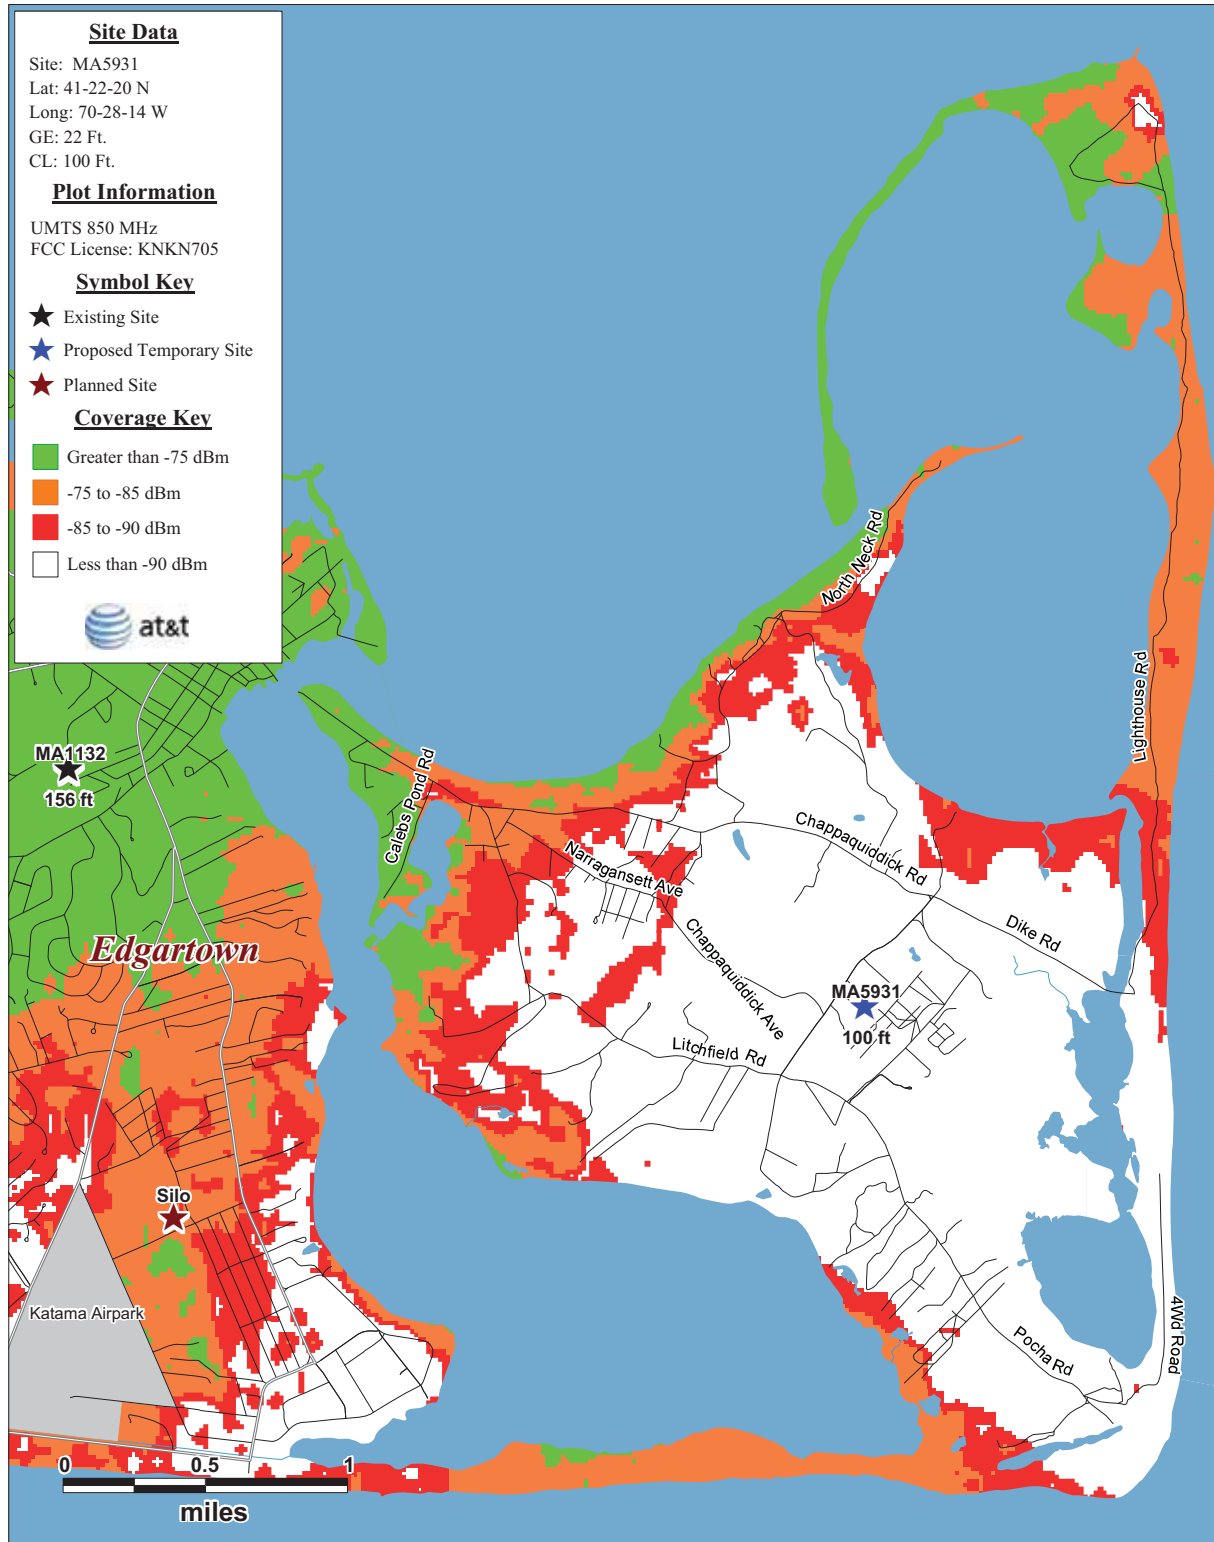 Site Data
Site: MA5931
Lat: 41-22-20 N
Long: 70-28-14 W
GE: 22 Ft.
CL: 100 Ft.
Plot Information
UMTS 850 MHz
FCC License: KNKN705
Symbol Key
Existing Site
Proposed Temporary Site
Planned Site
Coverage Key
Greater than -75 dBm
-75 to -85 dBm
-85 to -90 dBm
Less than -90 dBm
at&t
North Neck Rd
Lighthouse Rd
MA1132
156 ft
Calebs Pond Rd
Chappaquiddick Rd
Narragansett Ave
Dike Rd
Edgartown
Chappaquiddick Ave
MA5931
100 ft
Litchfield Rd
Silo
Katama Airpark
4Wd Road
Pocha Rd
0 0.5 1
miles